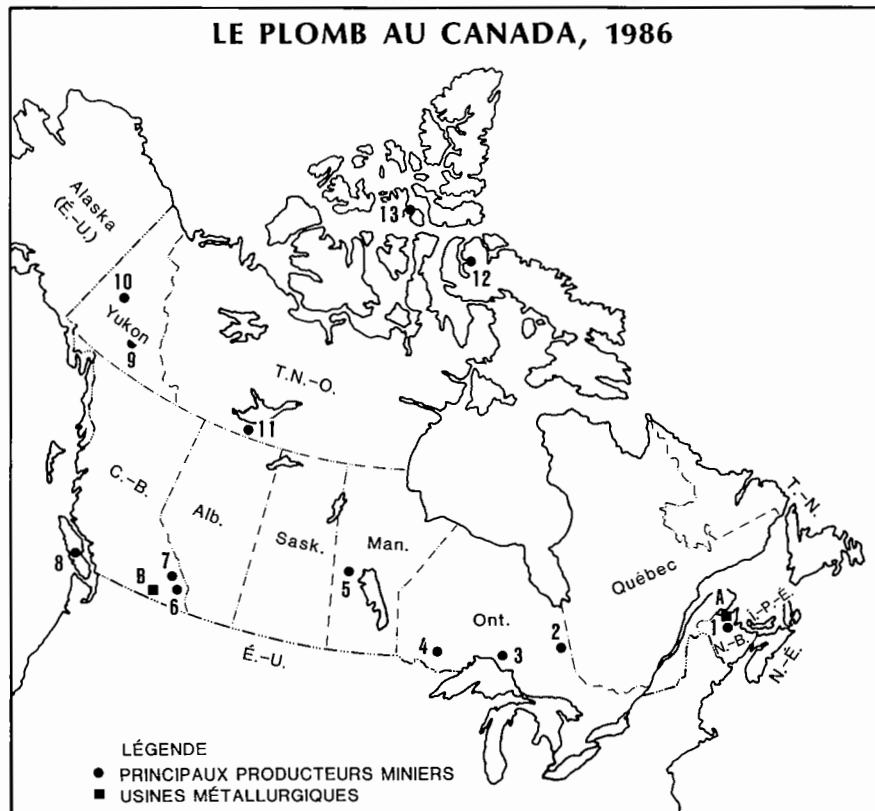 LE PLOMB AU CANADA, 1986
Alaska
(É.-U.)
13
12
10
Yukon
9
T.N.-O.
11
C.-B.
Alb.
Sask.
Man.
Québec
T.-N.
8
7
B
6
5
Ont.
A
Î-P.-É.
1
N.-B.
N.-É.
4
3
2
É.-U.
LÉGENDE
● PRINCIPAUX PRODUCTEURS MINIERS
■ USINES MÉTALLURGIQUES